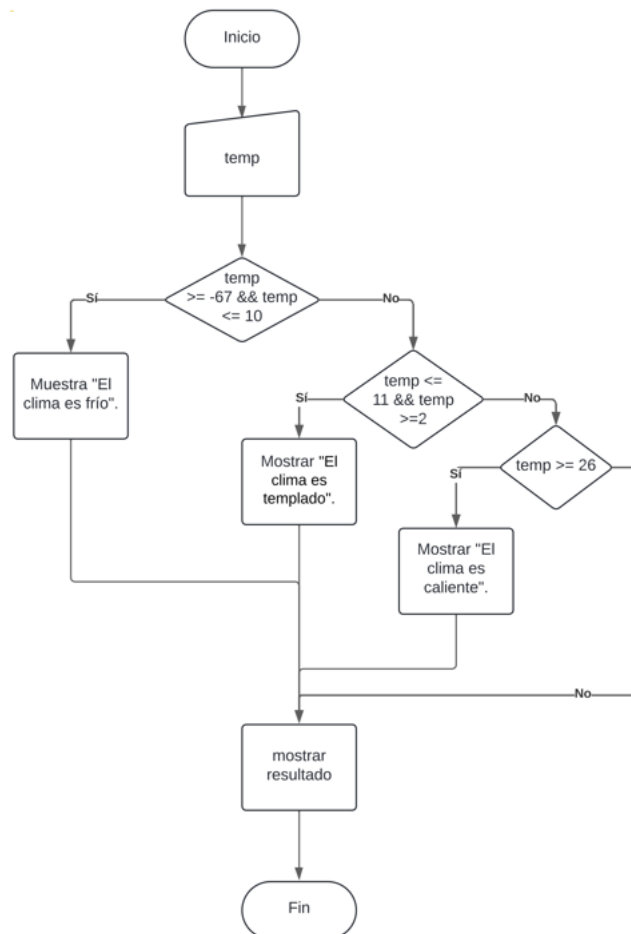 Inicio
temp
temp
>= -67 && temp
<= 10
Sí
No
Muestra "El
clima es frío".
temp <=
11 && temp
>=2
Sí
No
Mostrar "El
clima es
templado".
temp >= 26
Sí
Mostrar "El
clima es
caliente".
No
mostrar
resultado
Fin